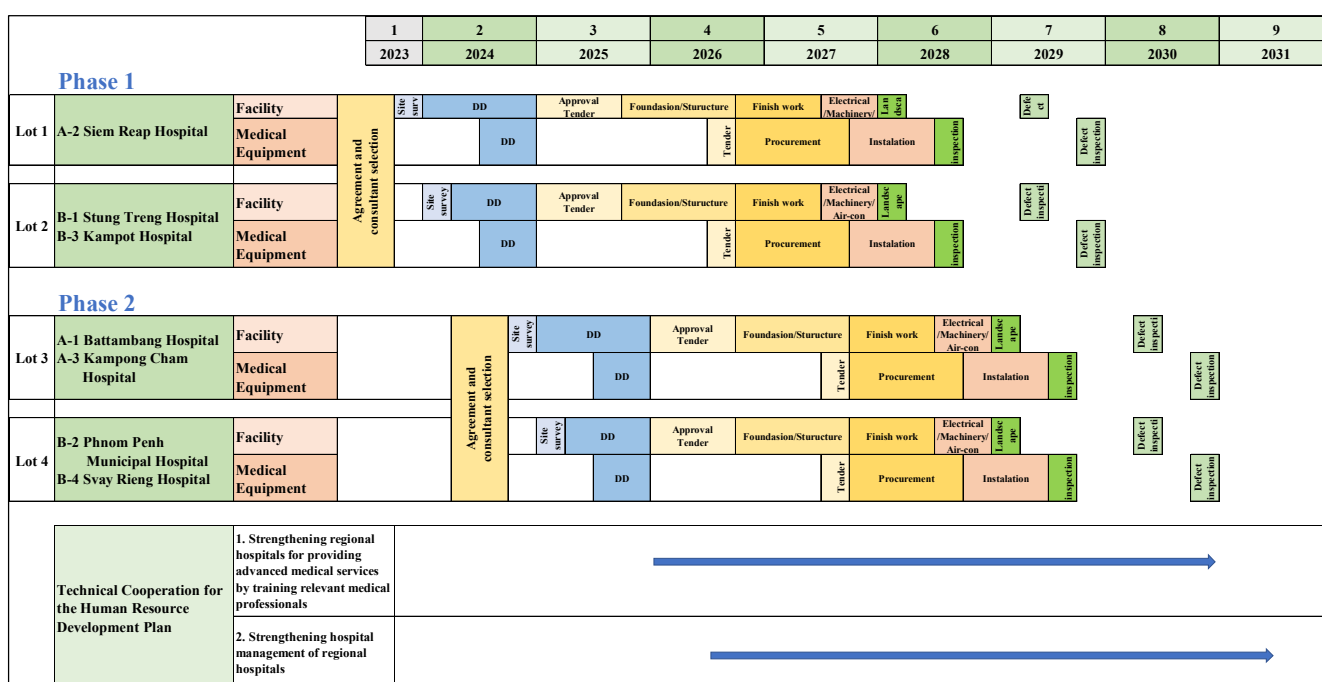 1 2 3 4 5 6 7 8 9
2023 2024 2025 2026 2027 2028 2029 2030 2031
Phase 1
Lot 1
A-2 Siem Reap Hospital
Facility
Medical
Equipment
Agreement and
consultant selection
Site
surv
DD
Approval
Tender
Foundasion/Sturucture
Finish work
Electrical
/Machinery/
Lan
dsca
Defe
ct
DD
Tender
Procurement
Instalation
inspection
Defect
inspection
Lot 2
B-1 Stung Treng Hospital
B-3 Kampot Hospital
Facility
Medical
Equipment
Site
survey
DD
Approval
Tender
Foundasion/Sturucture
Finish work
Electrical
/Machinery/
Air-con
Landsc
ape
Defect
inspecti
DD
Tender
Procurement
Instalation
inspection
Defect
inspection
Phase 2
Lot 3
A-1 Battambang Hospital
A-3 Kampong Cham
Hospital
Facility
Medical
Equipment
Agreement and
consultant selection
Site
survey
DD
Approval
Tender
Foundasion/Sturucture
Finish work
Electrical
/Machinery/
Air-con
Landsc
ape
Defect
inspecti
DD
Tender
Procurement
Instalation
inspection
Defect
inspection
Lot 4
B-2 Phnom Penh
Municipal Hospital
B-4 Svay Rieng Hospital
Facility
Medical
Equipment
Site
survey
DD
Approval
Tender
Foundasion/Sturucture
Finish work
Electrical
/Machinery/
Air-con
Landsc
ape
Defect
inspecti
DD
Tender
Procurement
Instalation
inspection
Defect
inspection
Technical Cooperation for
the Human Resource
Development Plan
1. Strengthening regional
hospitals for providing
advanced medical services
by training relevant medical
professionals
2. Strengthening hospital
management of regional
hospitals